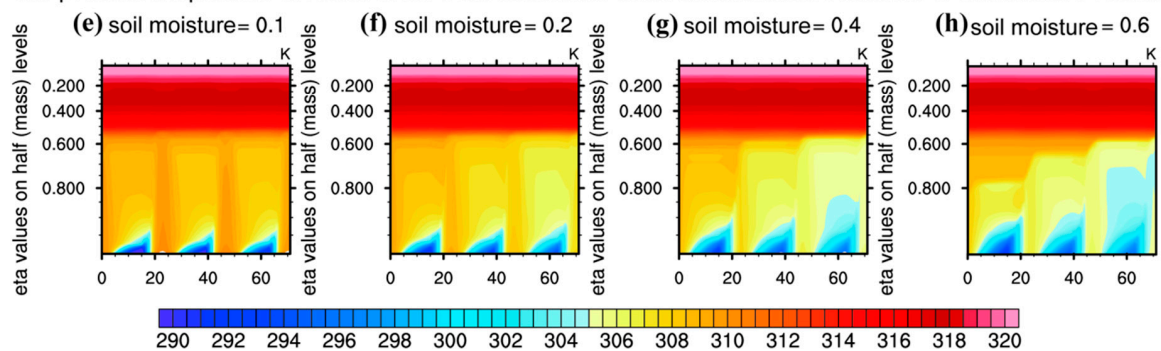 (e) soil moisture= 0.1 (f) soil moisture= 0.2 (g) soil moisture= 0.4 (h) soil moisture= 0.6
K K K K
eta values on half (mass) levels eta values on half (mass) levels eta values on half (mass) levels eta values on half (mass) levels
0.200 0.200 0.200 0.200
0.400 0.400 0.400 0.400
0.600 0.600 0.600 0.600
0.800 0.800 0.800 0.800
0 20 40 60 0 20 40 60 0 20 40 60 0 20 40 60
290 292 294 296 298 300 302 304 306 308 310 312 314 316 318 320